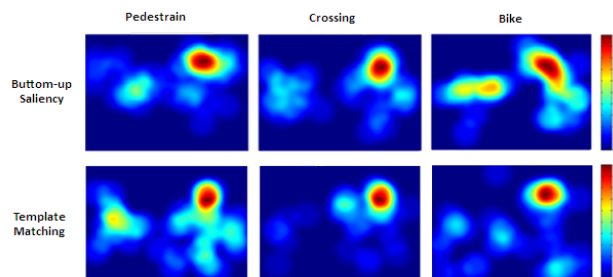 Pedestrain
Crossing
Bike
Buttom-up
Saliency
Template
Matching